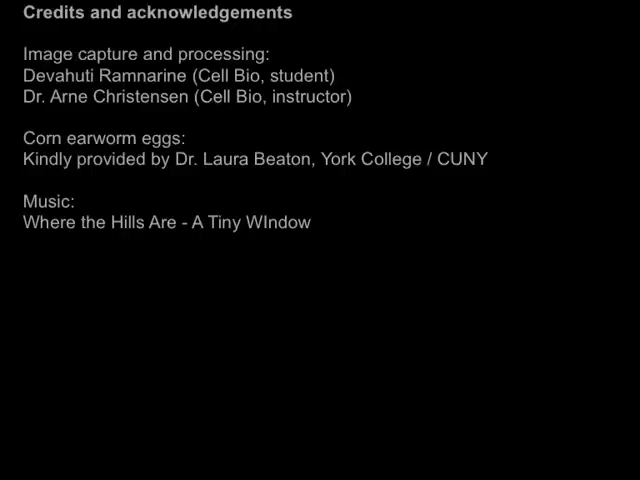 Credits and acknowledgements
Image capture and processing:
Devahuti Ramnarine (Cell Bio, student)
Dr. Arne Christensen (Cell Bio, instructor)
Corn earworm eggs:
Kindly provided by Dr. Laura Beaton, York College / CUNY
Music:
Where the Hills Are - A Tiny WIndow